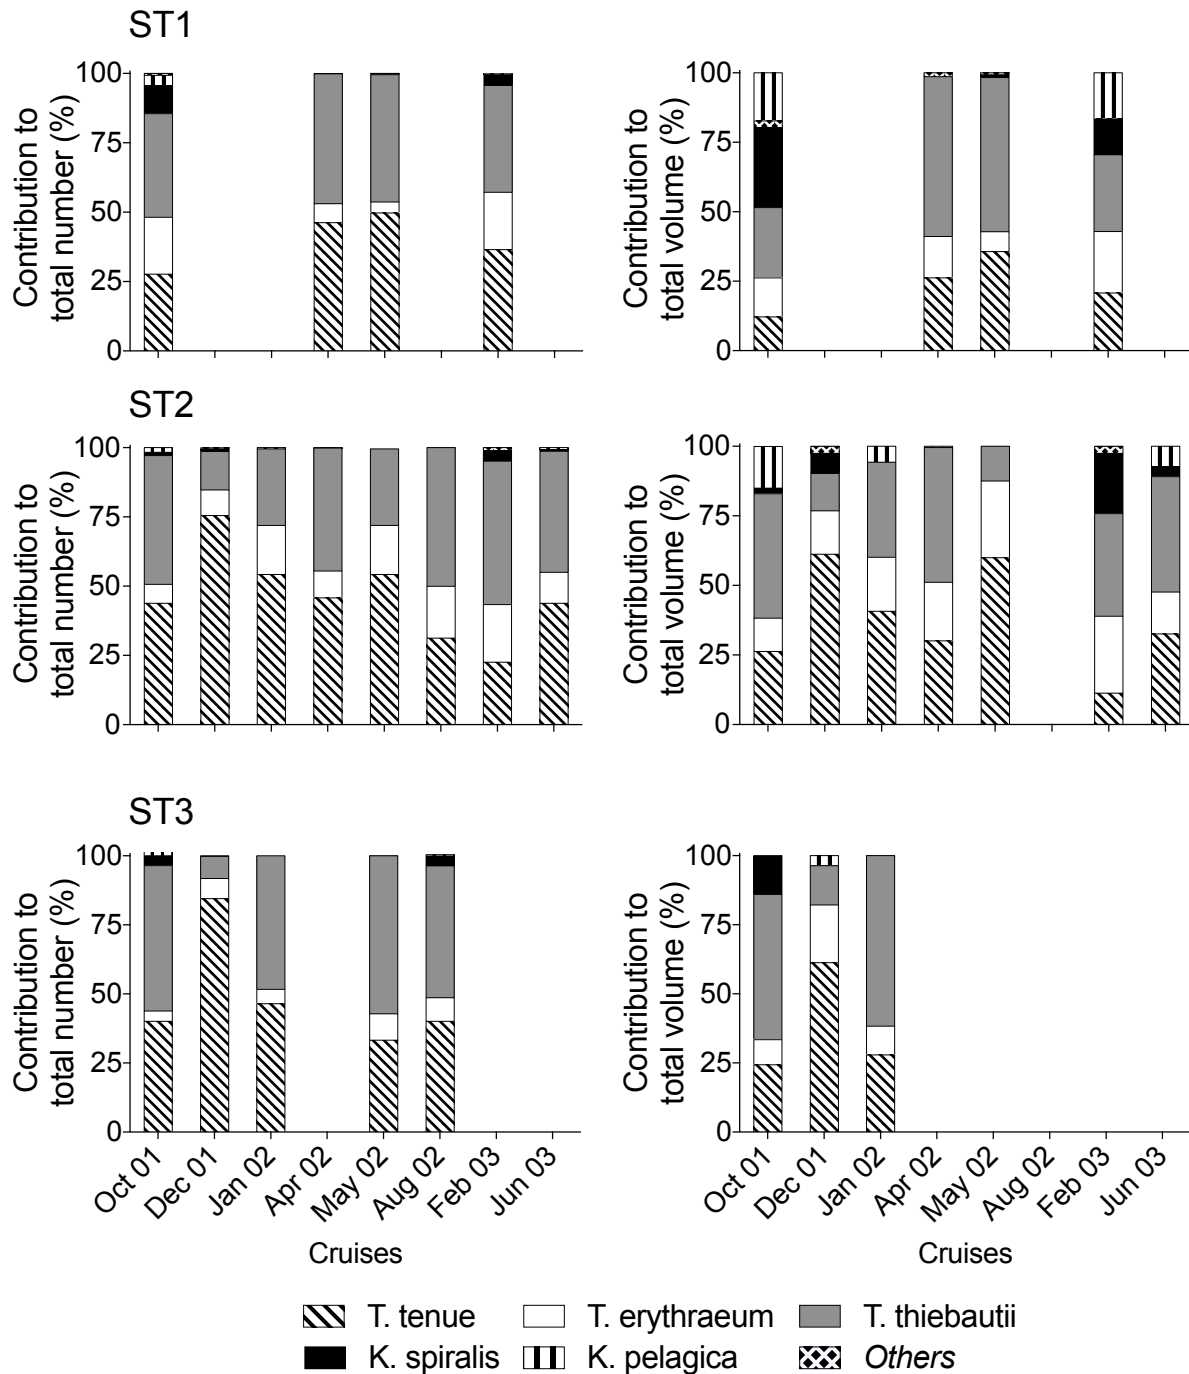 ST1
Contribution to
total number (%)
100
75
50
25
0
Contribution to
total volume (%)
100
75
50
25
0
ST2
Contribution to
total number (%)
100
75
50
25
0
Contribution to
total volume (%)
100
75
50
25
0
ST3
Contribution to
total number (%)
100
75
50
25
0
Oct 01
Dec 01
Jan 02
Apr 02
May 02
Aug 02
Feb 03
Jun 03
Cruises
Contribution to
total volume (%)
100
75
50
25
0
Oct 01
Dec 01
Jan 02
Apr 02
May 02
Aug 02
Feb 03
Jun 03
Cruises
T. tenue
T. erythraeum
T. thiebautii
K. spiralis
K. pelagica
Others